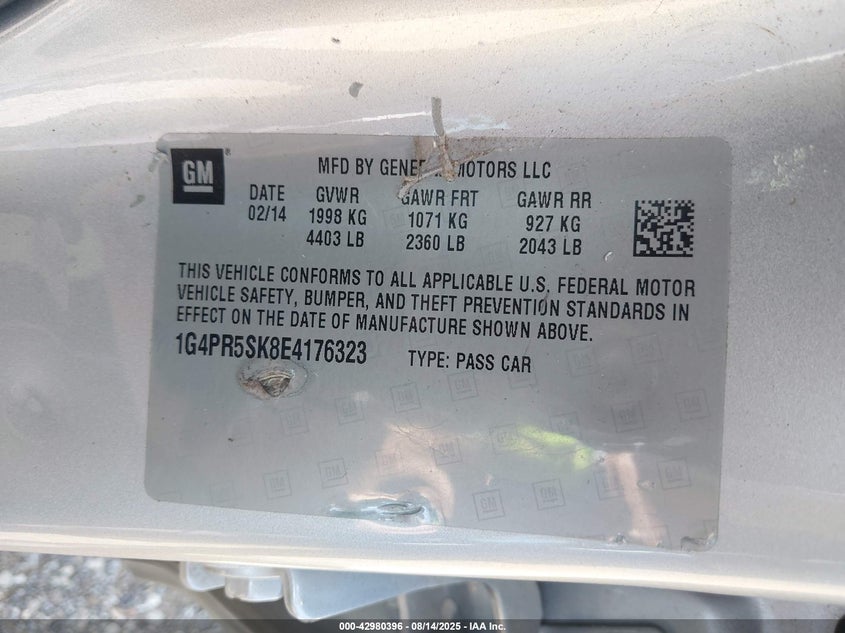 GM
MFD BY GENERAL MOTORS LLC
DATE GVWR GAWR FRT GAWR RR
02/14 1998 KG 1071 KG 927 KG
4403 LB 2360 LB 2043 LB
THIS VEHICLE CONFORMS TO ALL APPLICABLE U.S. FEDERAL MOTOR
VEHICLE SAFETY, BUMPER, AND THEFT PREVENTION STANDARDS IN
EFFECT ON THE DATE OF MANUFACTURE SHOWN ABOVE.
1G4PR5SK8E4176323 TYPE: PASS CAR
000-42980396 - 08/14/2025 - IAA Inc.